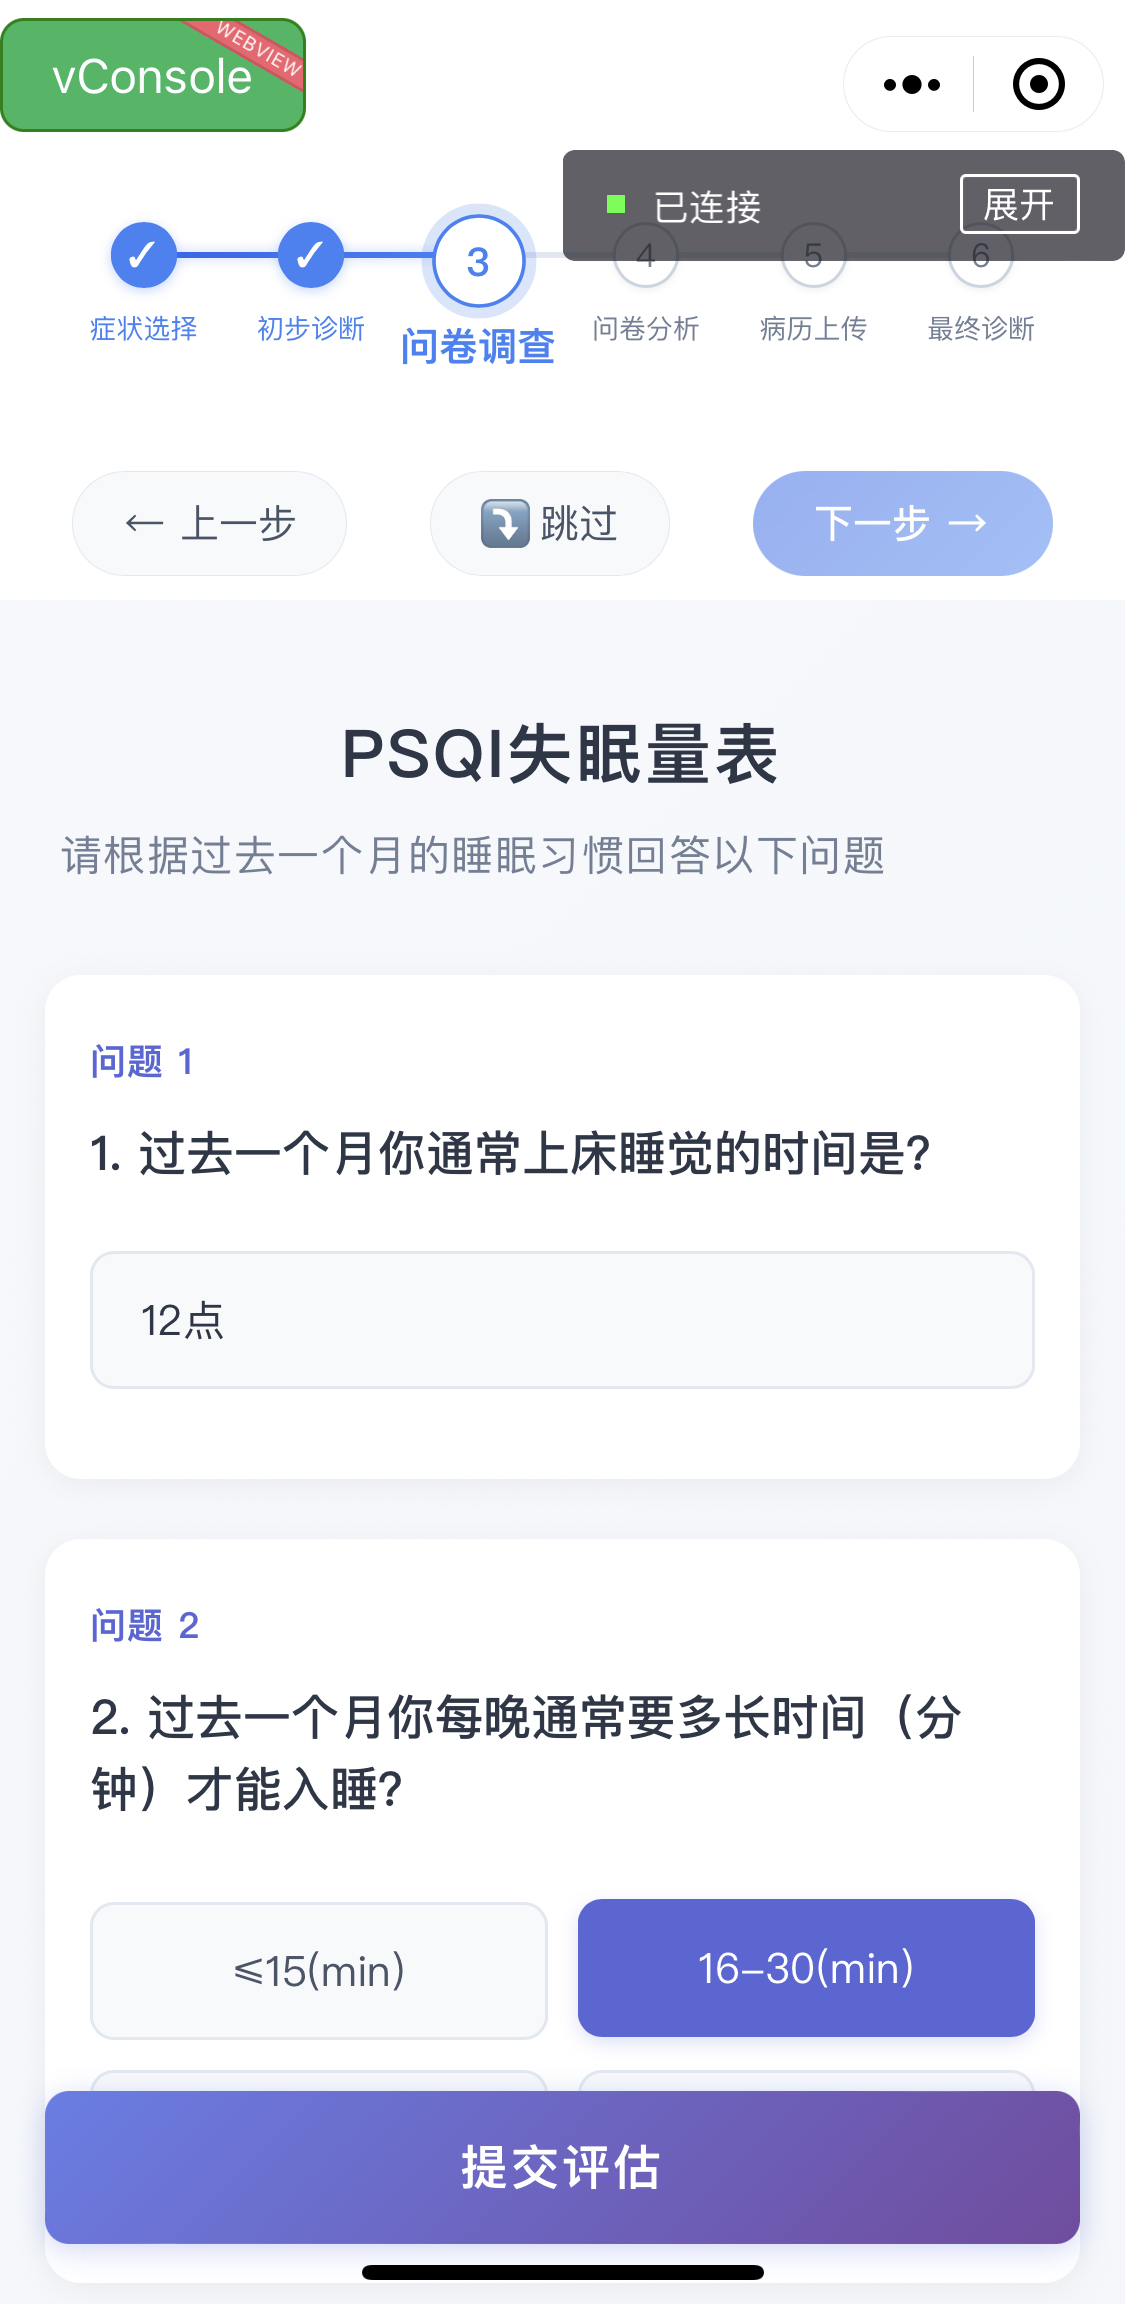 vConsole
WEBVIEW
已连接
展开
✓
✓
3
4
5
6
症状选择
初步诊断
问卷调查
问卷分析
病历上传
最终诊断
← 上一步
跳过
下一步 →
PSQI失眠量表
请根据过去一个月的睡眠习惯回答以下问题
问题 1
1. 过去一个月你通常上床睡觉的时间是?
12点
问题 2
2. 过去一个月你每晚通常要多长时间（分
钟）才能入睡?
≤15(min)
16–30(min)
提交评估